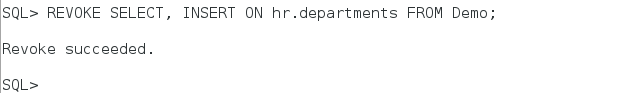 SQL> REVOKE SELECT, INSERT ON hr.departments FROM Demo;
Revoke succeeded.
SQL>